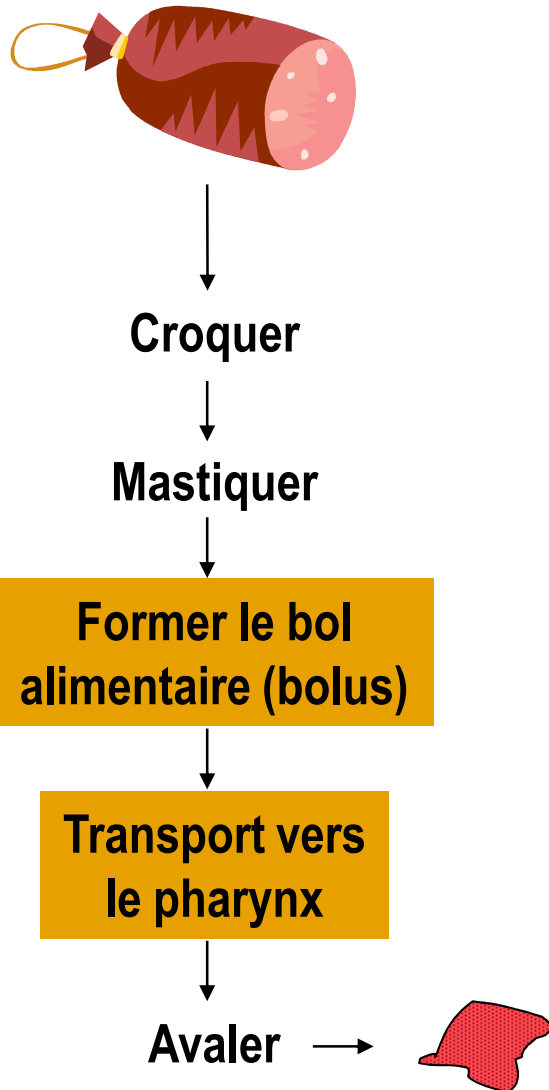 Croquer
Mastiquer
Former le bol
alimentaire (bolus)
Transport vers
le pharynx
Avaler